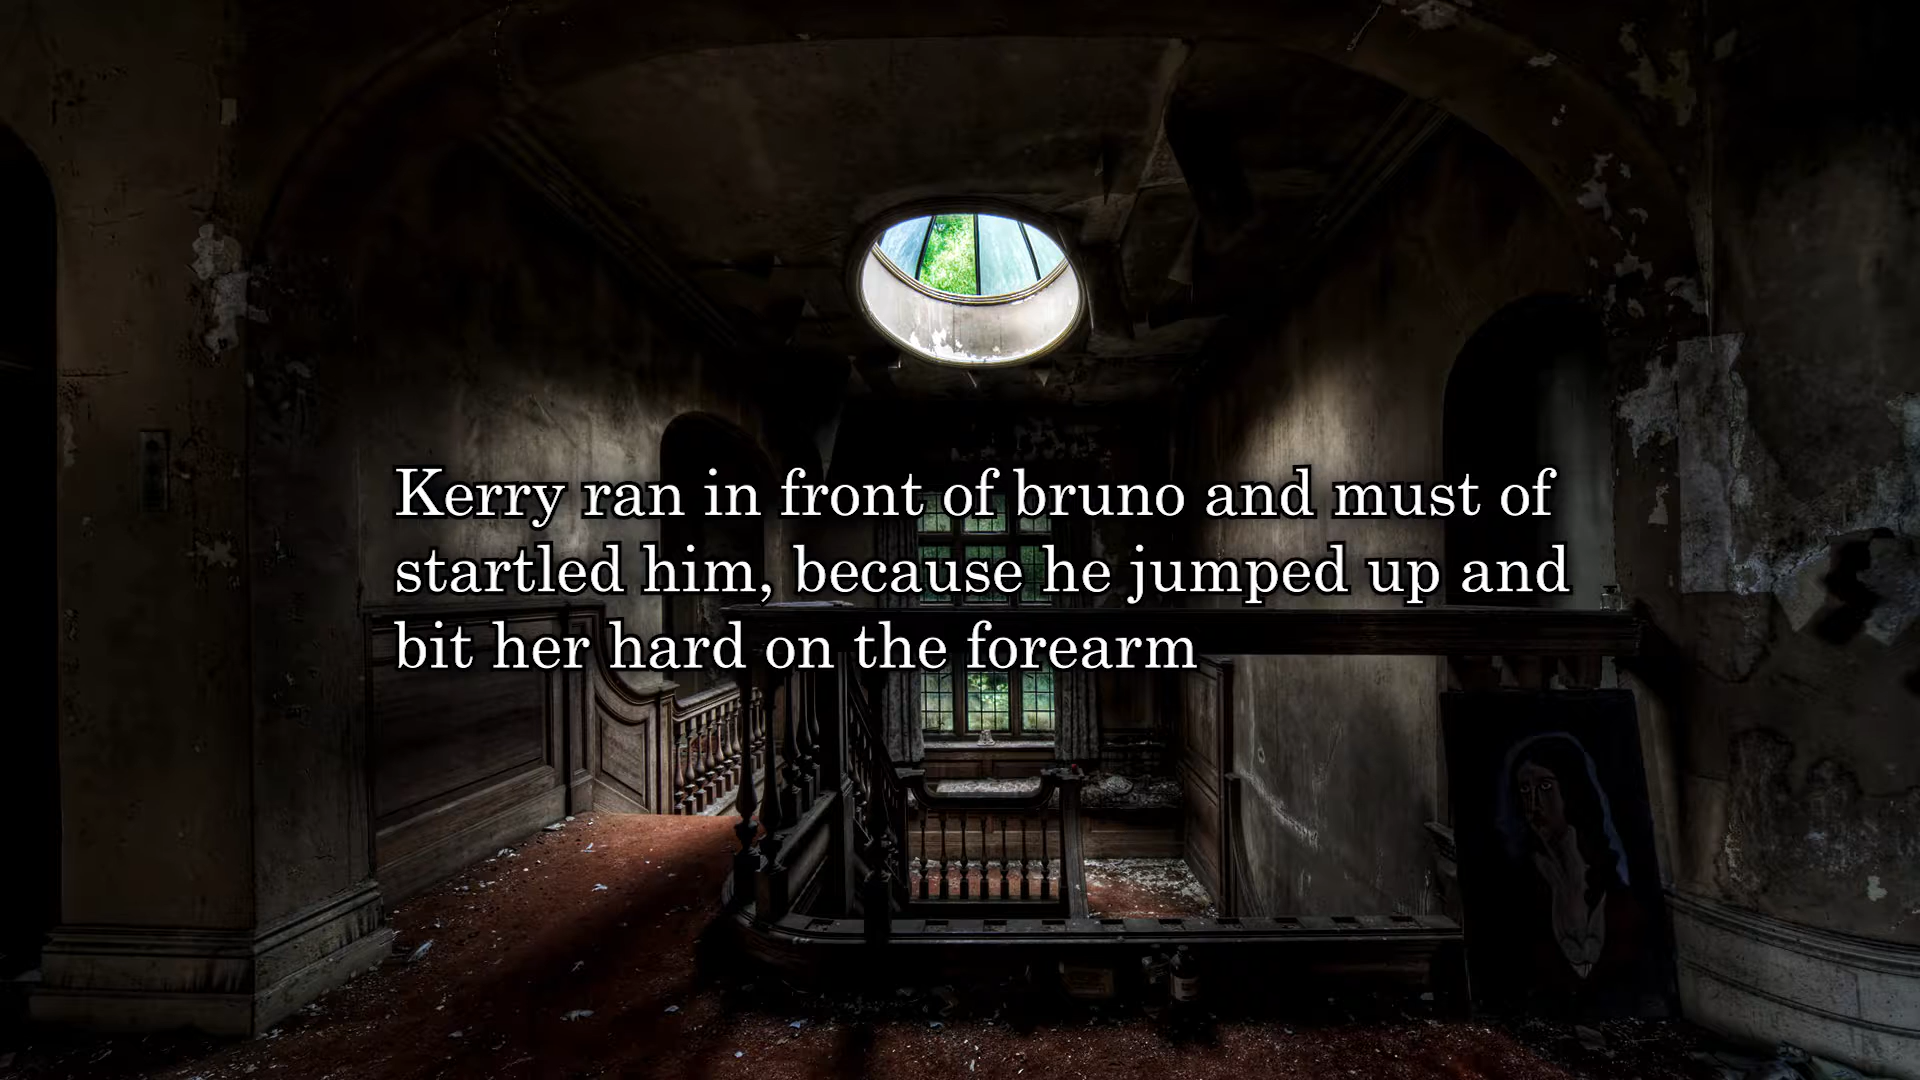 Kerry ran in front of bruno and must of
startled him, because he jumped up and
bit her hard on the forearm